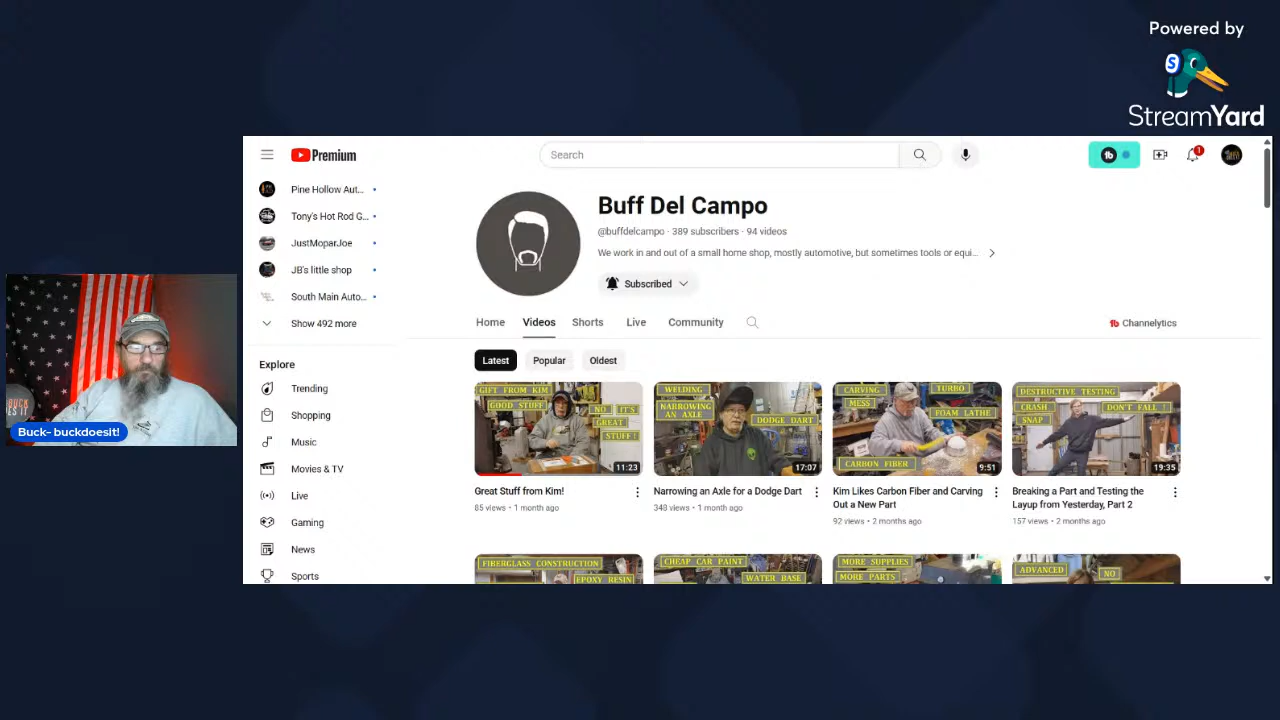 Powered by
S
StreamYard
Premium
Search
1
Pine Hollow Aut...
Tony's Hot Rod G...
JustMoparJoe
JB's little shop
South Main Auto...
Show 492 more
Explore
Trending
Shopping
Music
Movies & TV
Live
Gaming
News
Sports
Buff Del Campo
@buffdelcampo · 389 subscribers · 94 videos
We work in and out of a small home shop, mostly automotive, but sometimes tools or equi...
Subscribed
Home Videos Shorts Live Community
Channelytics
Latest Popular Oldest
GIFT FROM KIM
GOOD STUFF
NO IT'S
GREAT
STUFF!
11:23
Great Stuff from Kim!
85 views • 1 month ago
WELDING
NARROWING
AN AXLE
DODGE DART
17:07
Narrowing an Axle for a Dodge Dart
348 views • 1 month ago
CARVING
MESS
TURBO
FOAM LATHE
CARBON FIBER
9:51
Kim Likes Carbon Fiber and Carving
Out a New Part
92 views • 2 months ago
DESTRUCTIVE TESTING
CRASH
SNAP
DON'T FALL !
19:35
Breaking a Part and Testing the
Layup from Yesterday, Part 2
157 views • 2 months ago
FIBERGLASS CONSTRUCTION
EPOXY RESIN
CHEAP CAR PAINT
WATER BASE
MORE SUPPLIES
MORE PARTS
ADVANCED
NO
Buck- buckdoesit!